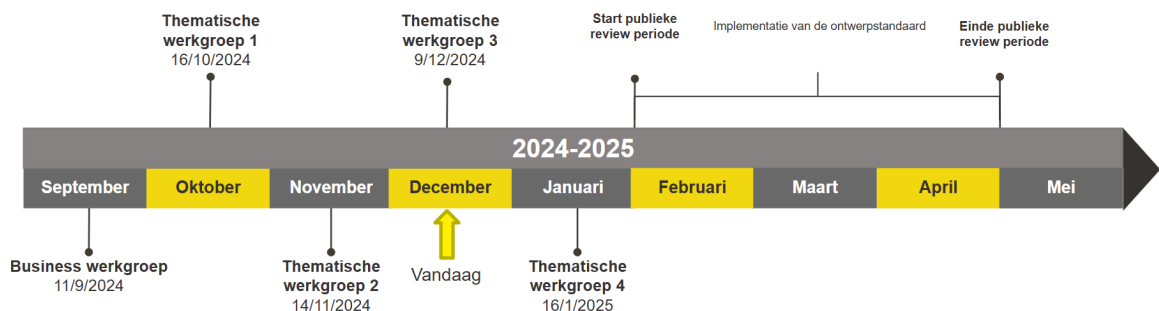 Thematische
werkgroep 1
16/10/2024
Thematische
werkgroep 3
9/12/2024
Start publieke
review periode
Implementatie van de ontwerpstandaard
Einde publieke
review periode
2024-2025
September
Oktober
November
December
Januari
Februari
Maart
April
Mei
Business werkgroep
11/9/2024
Thematische
werkgroep 2
14/11/2024
Vandaag
Thematische
werkgroep 4
16/1/2025